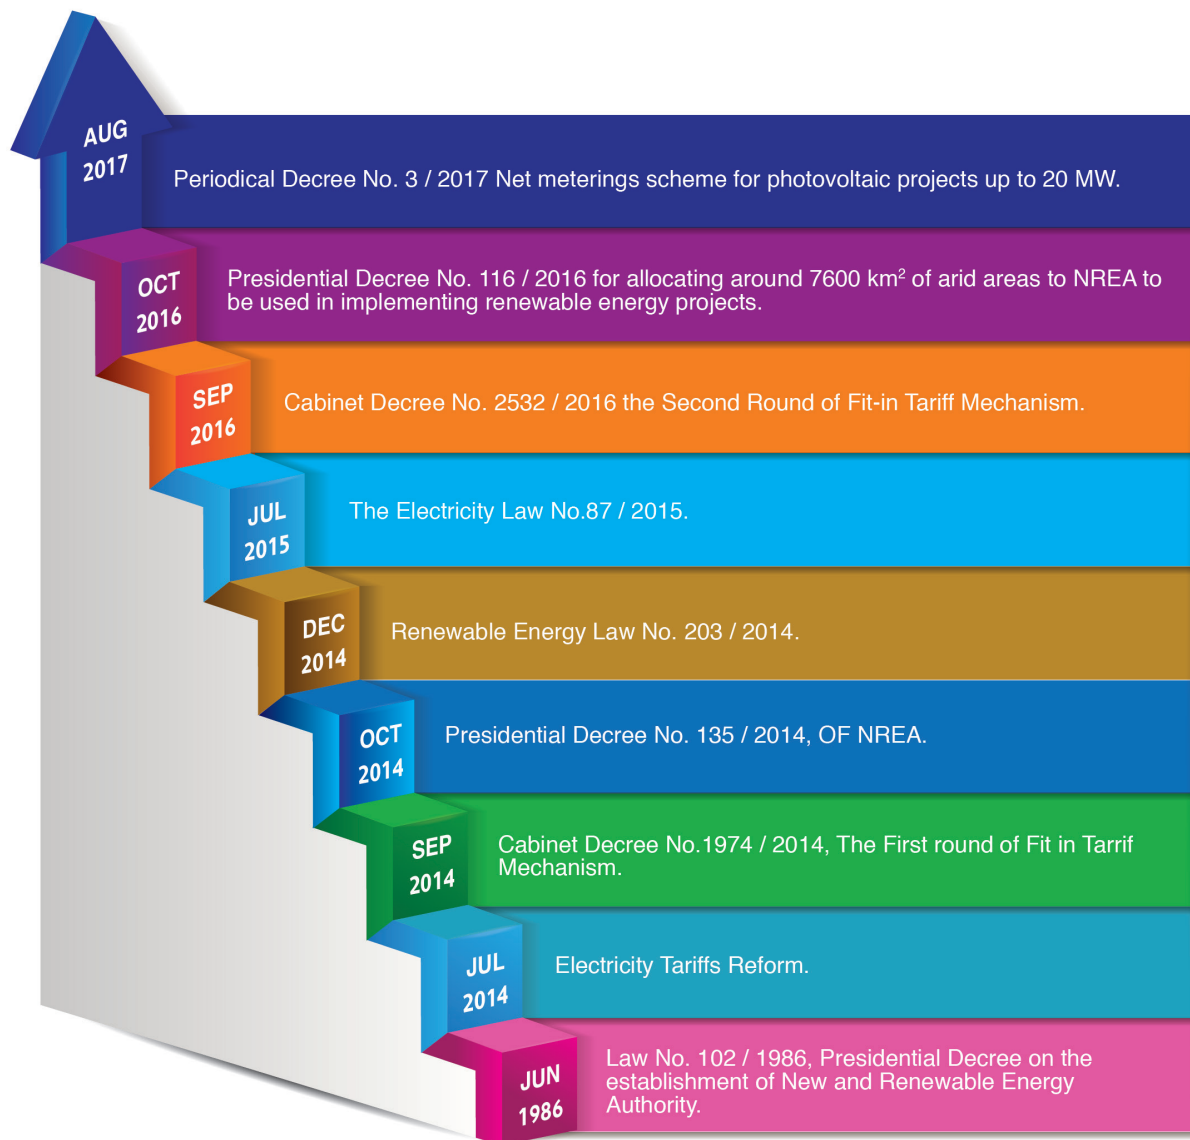 AUG
2017
Periodical Decree No. 3 / 2017 Net meterings scheme for photovoltaic projects up to 20 MW.
OCT
2016
Presidential Decree No. 116 / 2016 for allocating around 7600 km² of arid areas to NREA to
be used in implementing renewable energy projects.
SEP
2016
Cabinet Decree No. 2532 / 2016 the Second Round of Fit-in Tariff Mechanism.
JUL
2015
The Electricity Law No.87 / 2015.
DEC
2014
Renewable Energy Law No. 203 / 2014.
OCT
2014
Presidential Decree No. 135 / 2014, OF NREA.
SEP
2014
Cabinet Decree No.1974 / 2014, The First round of Fit in Tarrif
Mechanism.
JUL
2014
Electricity Tariffs Reform.
JUN
1986
Law No. 102 / 1986, Presidential Decree on the
establishment of New and Renewable Energy
Authority.